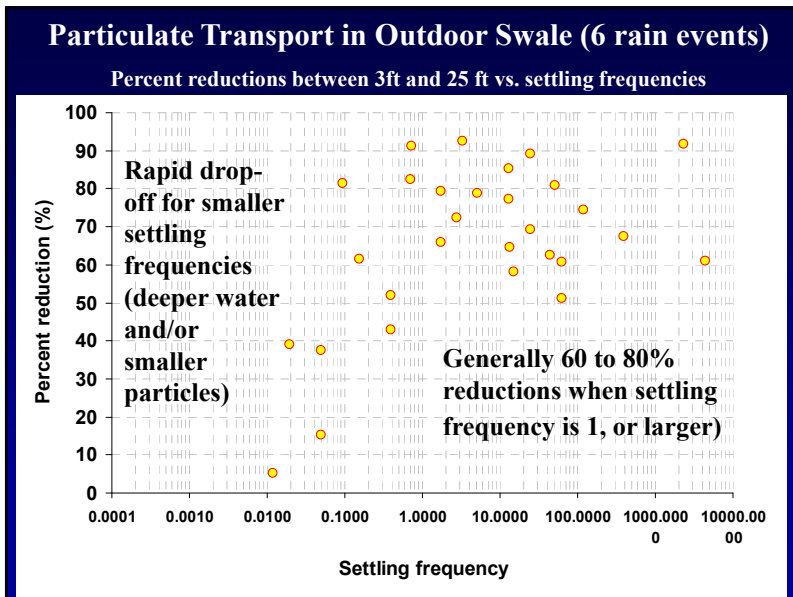 Particulate Transport in Outdoor Swale (6 rain events)
Percent reductions between 3ft and 25 ft vs. settling frequencies
Percent reduction (%)
100
90
80
70
60
50
40
30
20
10
0
Rapid drop-
off for smaller
settling
frequencies
(deeper water
and/or
smaller
particles)
Generally 60 to 80%
reductions when settling
frequency is 1, or larger)
0.0001 0.0010 0.0100 0.1000 1.0000 10.0000 100.0000 1000.000 10000.00
0 00
Settling frequency